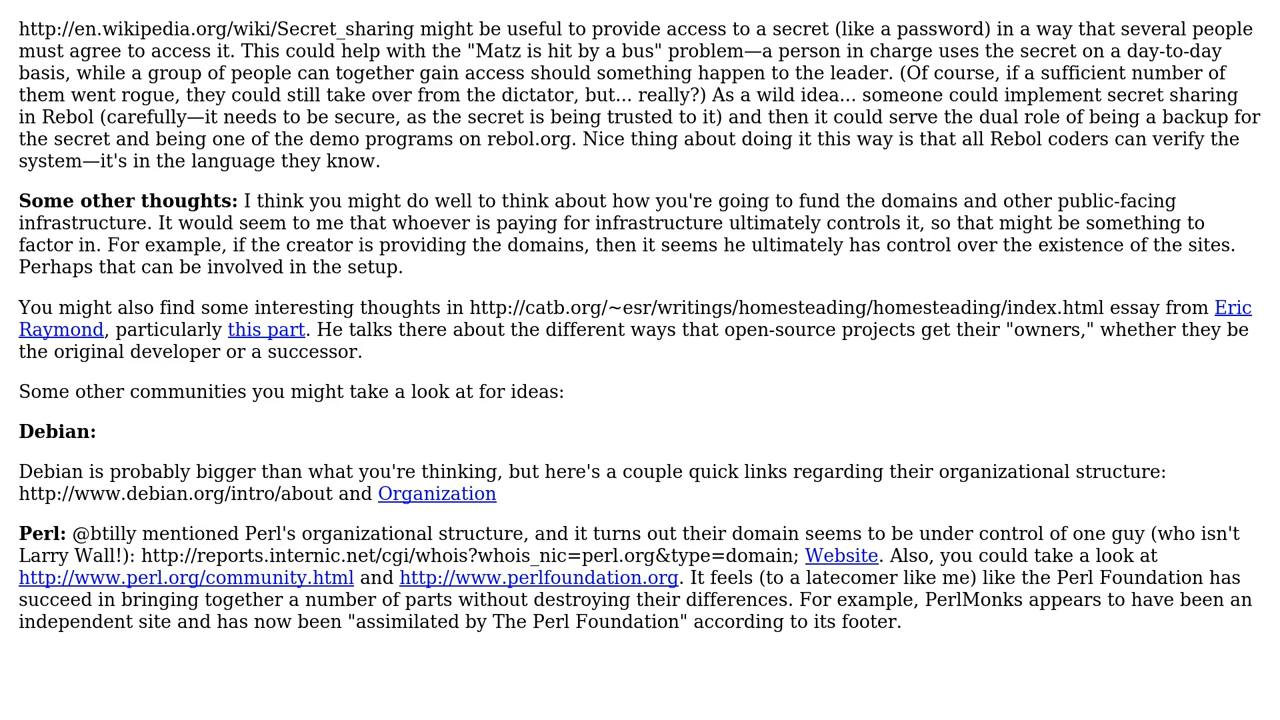 http://en.wikipedia.org/wiki/Secret_sharing might be useful to provide access to a secret (like a password) in a way that several people
must agree to access it. This could help with the "Matz is hit by a bus" problem—a person in charge uses the secret on a day-to-day
basis, while a group of people can together gain access should something happen to the leader. (Of course, if a sufficient number of
them went rogue, they could still take over from the dictator, but... really?) As a wild idea... someone could implement secret sharing
in Rebol (carefully—it needs to be secure, as the secret is being trusted to it) and then it could serve the dual role of being a backup for
the secret and being one of the demo programs on rebol.org. Nice thing about doing it this way is that all Rebol coders can verify the
system—it's in the language they know.
Some other thoughts: I think you might do well to think about how you're going to fund the domains and other public-facing
infrastructure. It would seem to me that whoever is paying for infrastructure ultimately controls it, so that might be something to
factor in. For example, if the creator is providing the domains, then it seems he ultimately has control over the existence of the sites.
Perhaps that can be involved in the setup.
You might also find some interesting thoughts in http://catb.org/~esr/writings/homesteading/homesteading/index.html essay from Eric
Raymond, particularly this part. He talks there about the different ways that open-source projects get their "owners," whether they be
the original developer or a successor.
Some other communities you might take a look at for ideas:
Debian:
Debian is probably bigger than what you're thinking, but here's a couple quick links regarding their organizational structure:
http://www.debian.org/intro/about and Organization
Perl: @btilly mentioned Perl's organizational structure, and it turns out their domain seems to be under control of one guy (who isn't
Larry Wall!): http://reports.internic.net/cgi/whois?whois_nic=perl.org&type=domain; Website. Also, you could take a look at
http://www.perl.org/community.html and http://www.perlfoundation.org. It feels (to a latecomer like me) like the Perl Foundation has
succeed in bringing together a number of parts without destroying their differences. For example, PerlMonks appears to have been an
independent site and has now been "assimilated by The Perl Foundation" according to its footer.